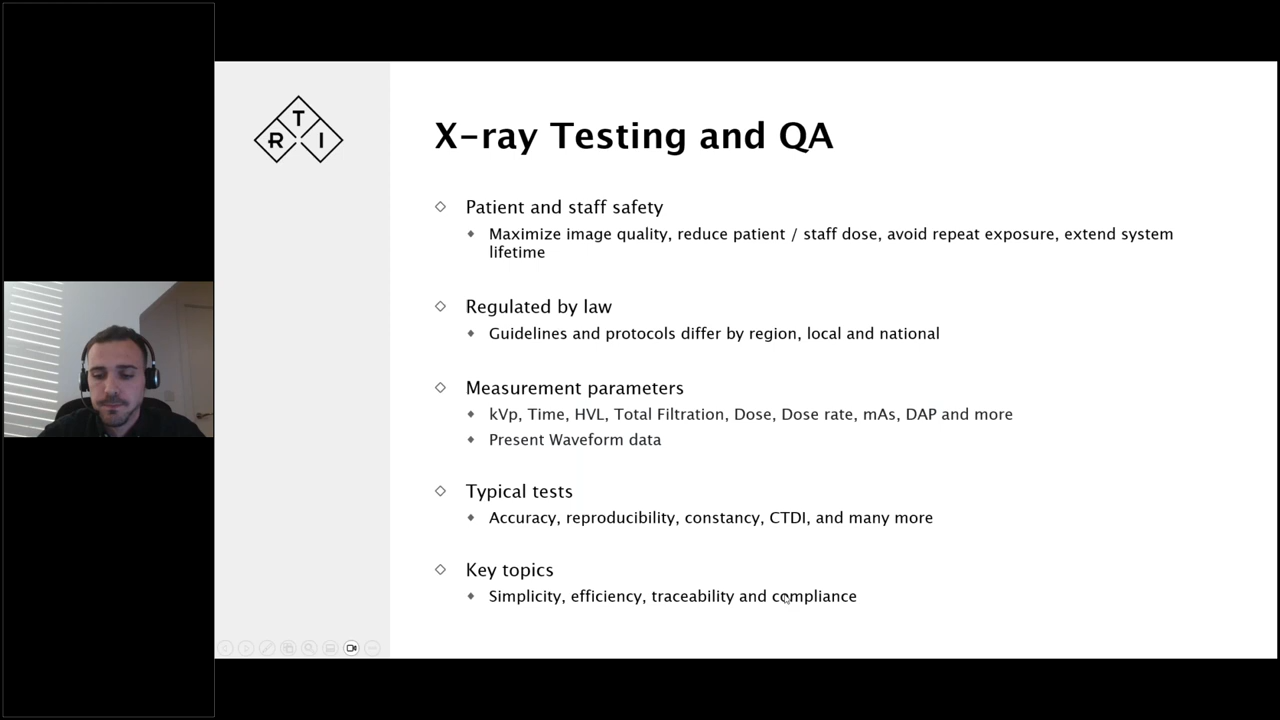 RTI
X-ray Testing and QA
Patient and staff safety
Maximize image quality, reduce patient / staff dose, avoid repeat exposure, extend system
lifetime
Regulated by law
Guidelines and protocols differ by region, local and national
Measurement parameters
kVp, Time, HVL, Total Filtration, Dose, Dose rate, mAs, DAP and more
Present Waveform data
Typical tests
Accuracy, reproducibility, constancy, CTDI, and many more
Key topics
Simplicity, efficiency, traceability and compliance